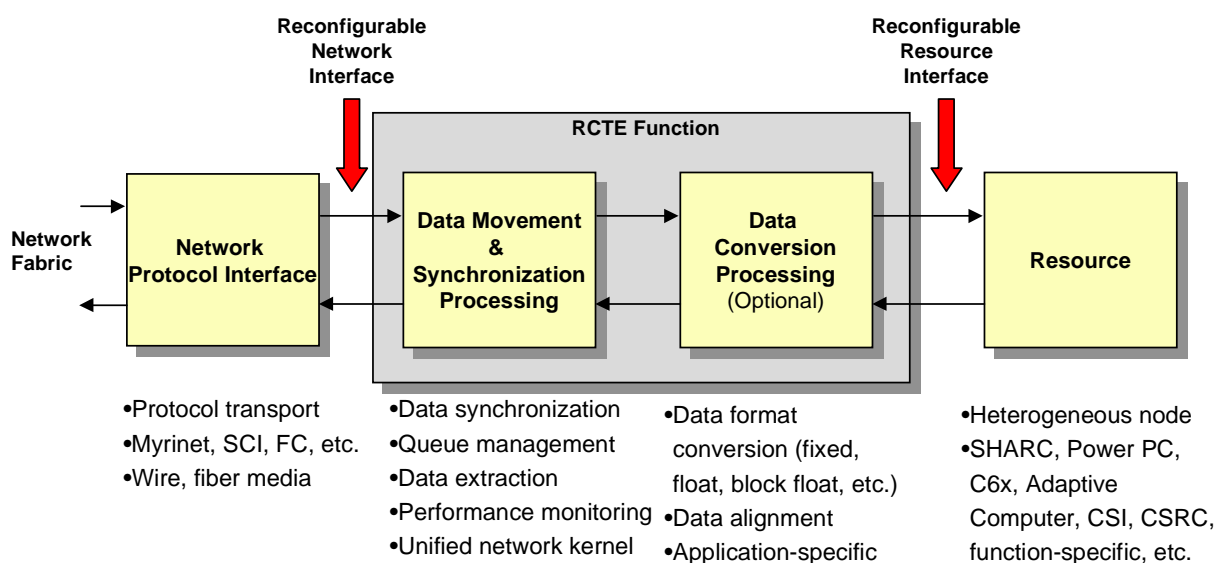 Reconfigurable
Network
Interface
Reconfigurable
Resource
Interface
RCTE Function
Network
Fabric
Network
Protocol Interface
Data Movement
&
Synchronization
Processing
Data
Conversion
Processing
(Optional)
Resource
•Protocol transport
•Myrinet, SCI, FC, etc.
•Wire, fiber media
•Data synchronization
•Queue management
•Data extraction
•Performance monitoring
•Unified network kernel
•Data format
conversion (fixed,
float, block float, etc.)
•Data alignment
•Application-specific
•Heterogeneous node
•SHARC, Power PC,
C6x, Adaptive
Computer, CSI, CSRC,
function-specific, etc.